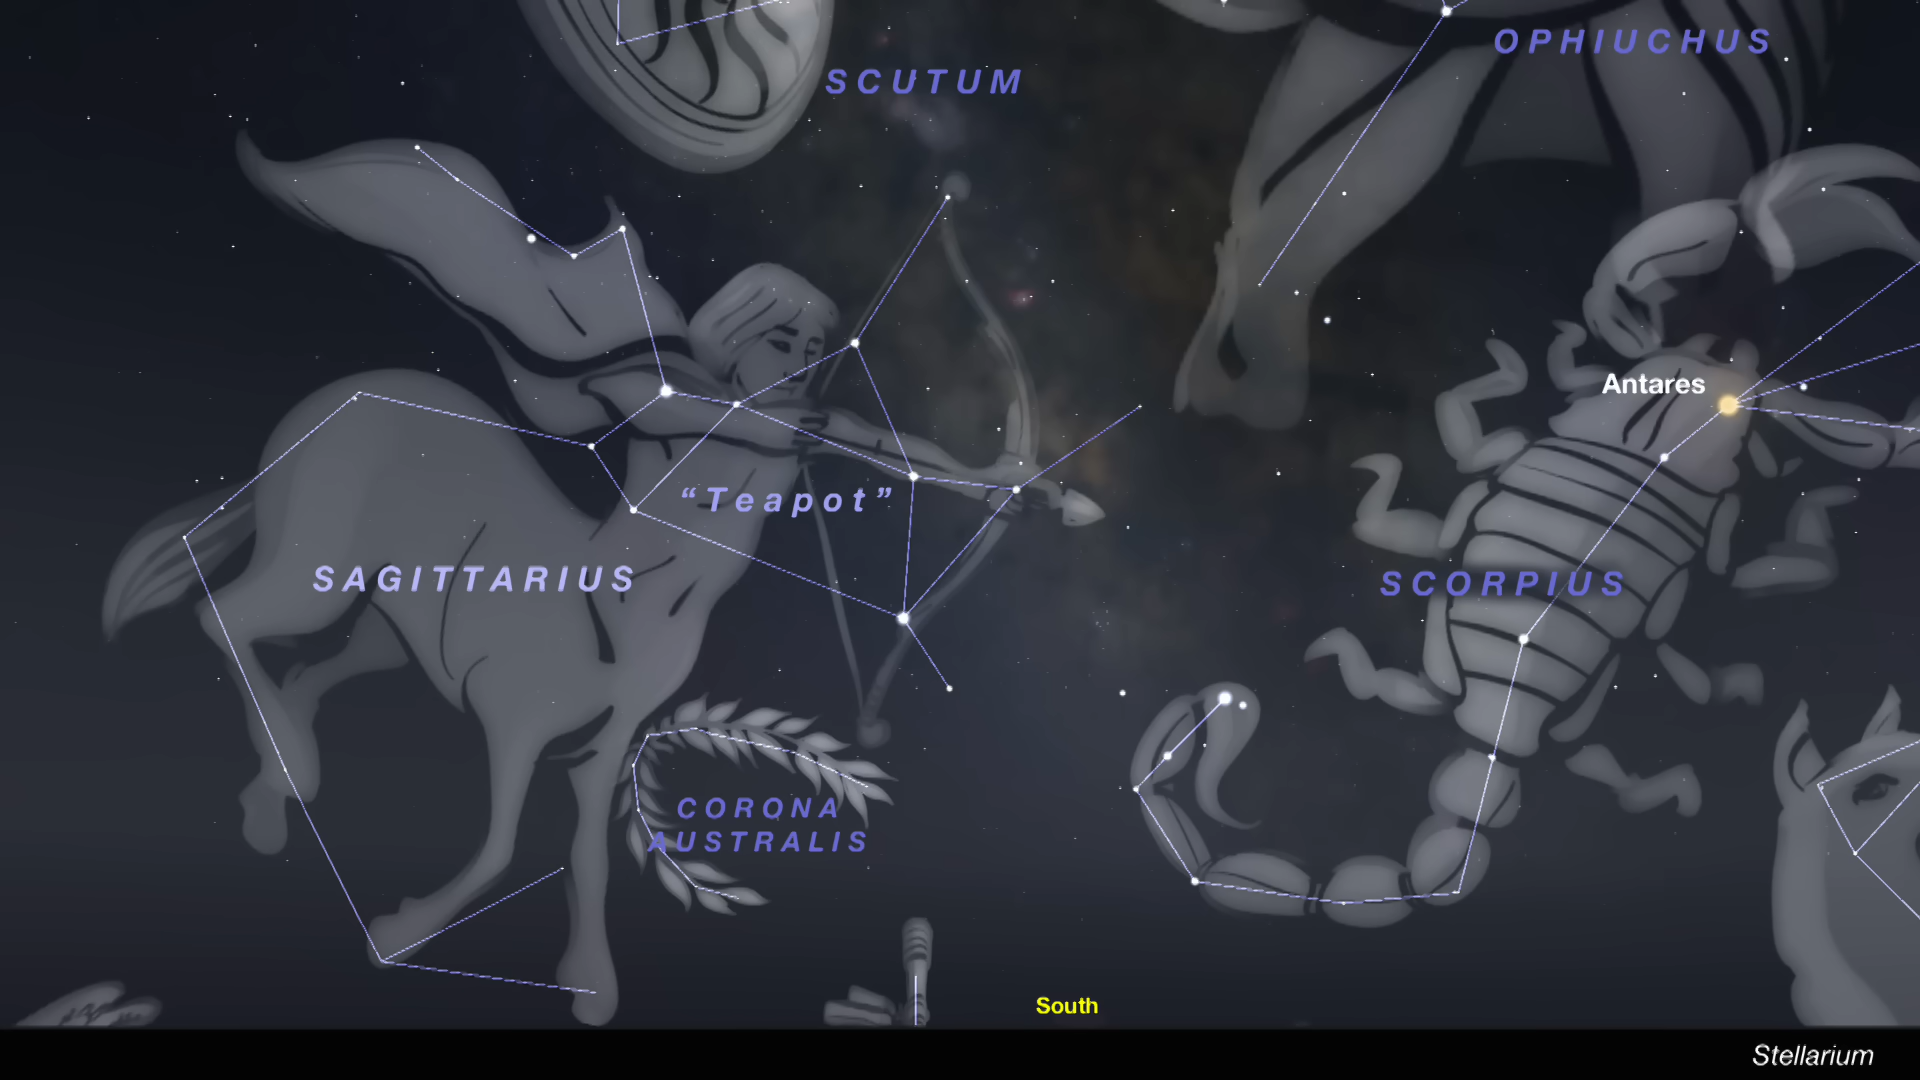 OPHIUCHUS
SCUTUM
Antares
“Teapot”
SAGITTARIUS
SCORPIUS
CORONA
AUSTRALIS
South
Stellarium